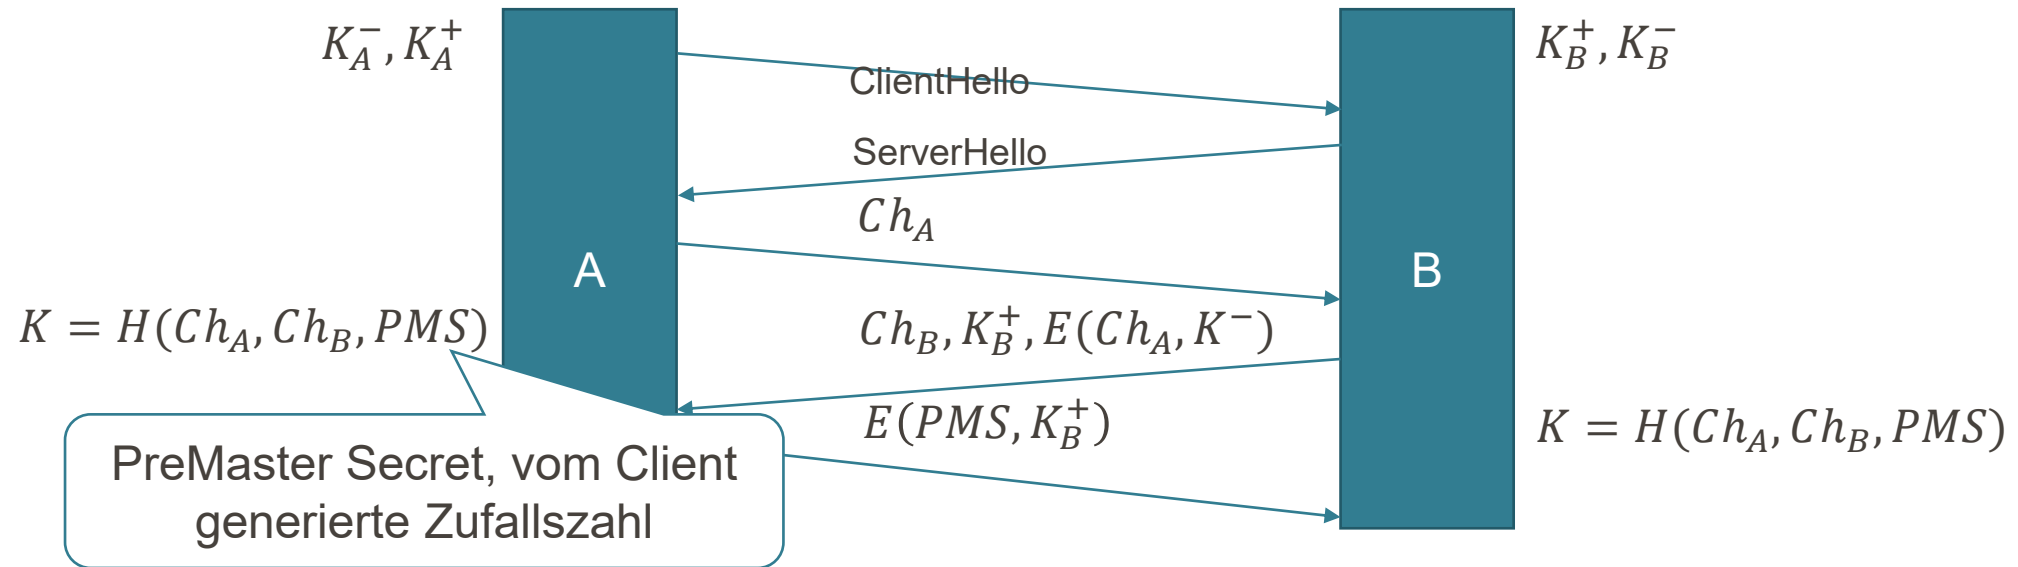 K_A^-, K_A^+
K_B^+, K_B^-
ClientHello
ServerHello
Ch_A
A
B
K = H(Ch_A, Ch_B, PMS)
Ch_B, K_B^+, E(Ch_A, K^-)
E(PMS, K_B^+)
K = H(Ch_A, Ch_B, PMS)
PreMaster Secret, vom Client
generierte Zufallszahl